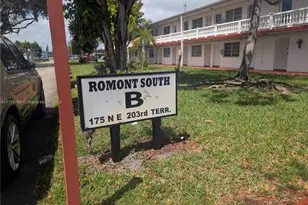 ROMONT SOUTH
B
175 N E 203rd TERR.